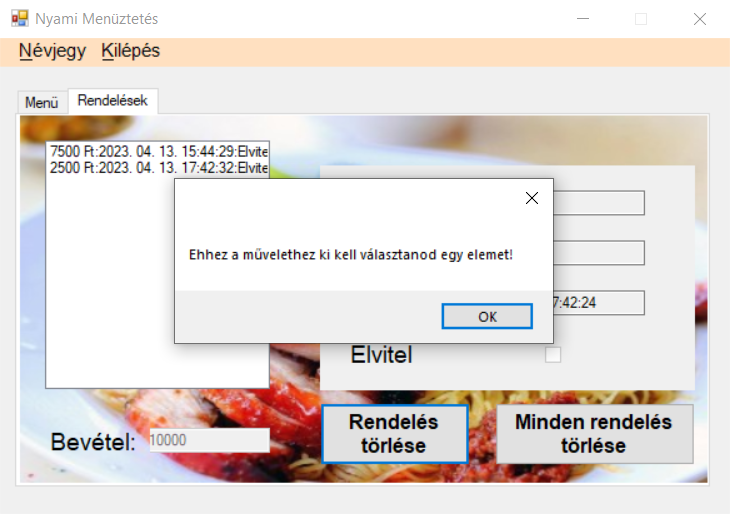 Nyami Menüztetés
Névjegy Kilépés
Menü Rendelések
7500 Ft:2023. 04. 13. 15:44:29:Elvite
2500 Ft:2023. 04. 13. 17:42:32:Elvite
Ehhez a művelethez ki kell választanod egy elemet!
OK
7:42:24
Elvitel
Bevétel: 10000
Rendelés
törlése
Minden rendelés
törlése